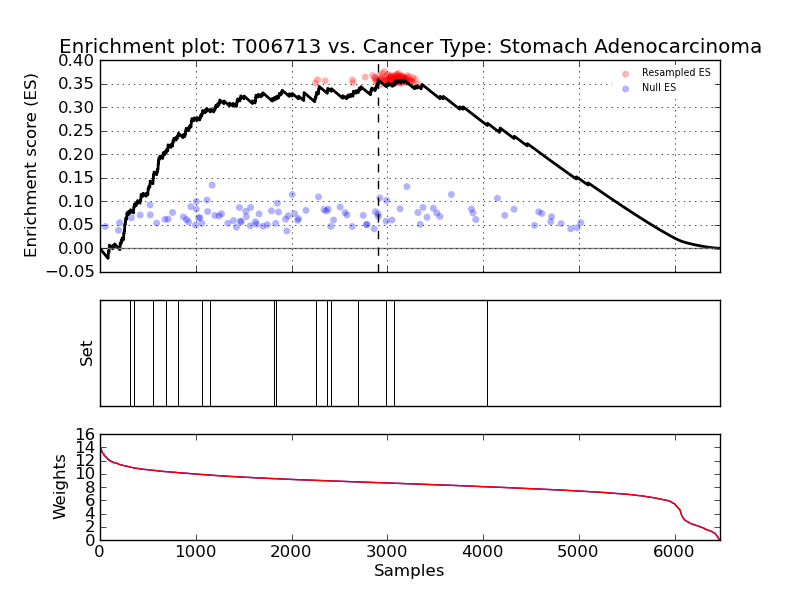 Enrichment plot: T006713 vs. Cancer Type: Stomach Adenocarcinoma
Enrichment score (ES)
0.40
0.35
0.30
0.25
0.20
0.15
0.10
0.05
0.00
−0.05
Resampled ES
Null ES
Set
Weights
16
14
12
10
8
6
4
2
0
0 1000 2000 3000 4000 5000 6000
Samples